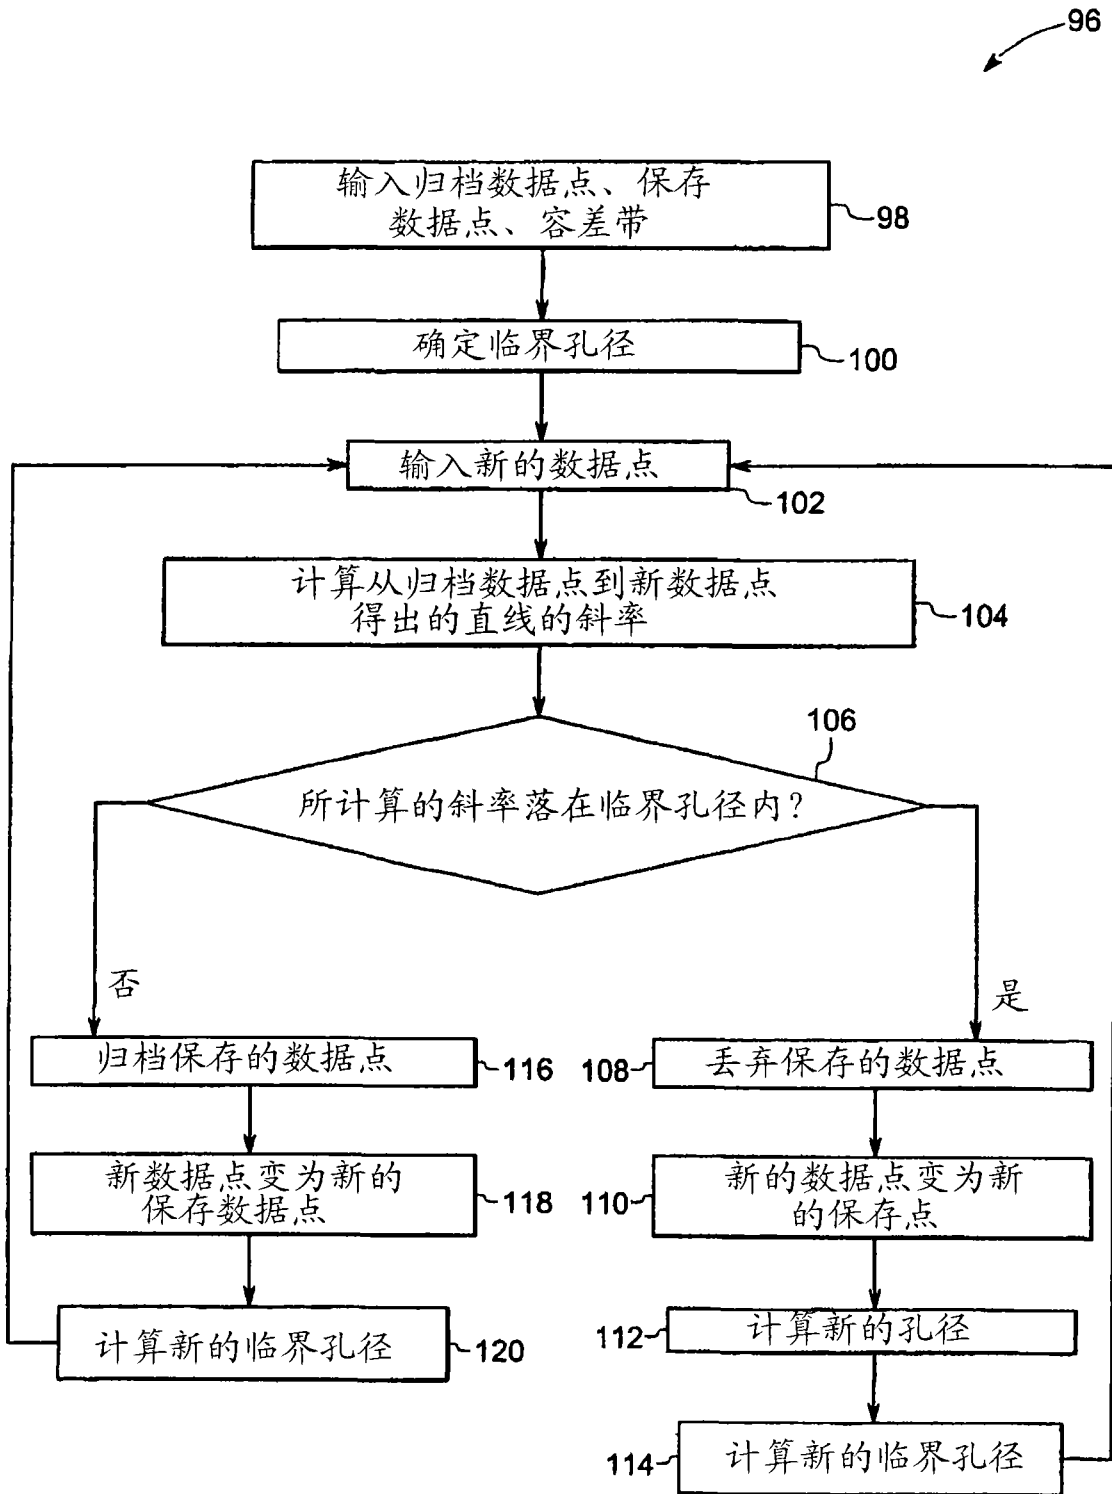 96
输入归档数据点、保存
数据点、容差带
98
确定临界孔径
100
输入新的数据点
102
计算从归档数据点到新数据点
得出的直线的斜率
104
106
所计算的斜率落在临界孔径内?
否
是
归档保存的数据点
116
108
丢弃保存的数据点
新数据点变为新的
保存数据点
118
110
新的数据点变为新
的保存点
计算新的临界孔径
120
112
计算新的孔径
114
计算新的临界孔径